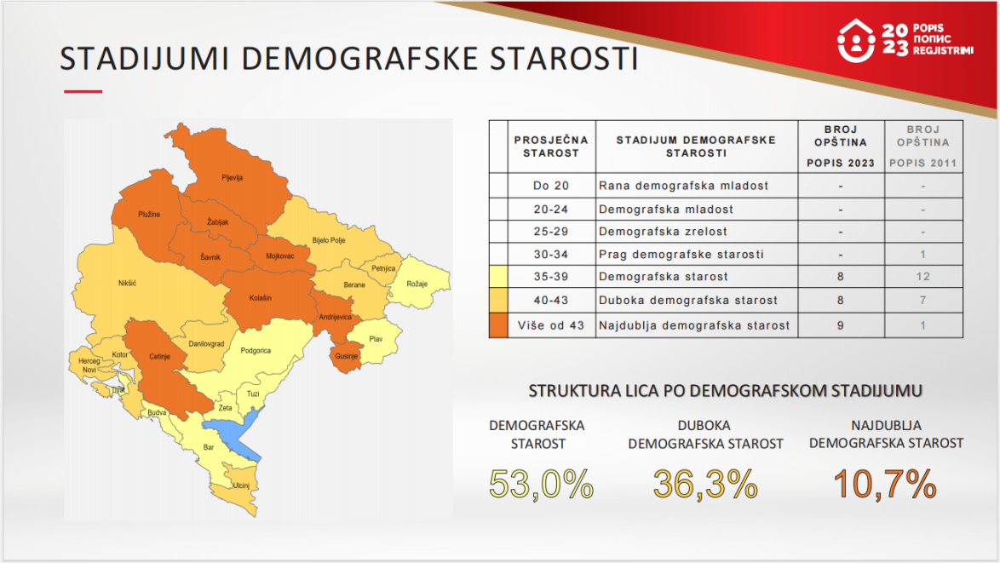 STADIJUMI DEMOGRAFSKE STAROSTI
2023
POPIS
ПОПИС
REGJISTRIMI
Pljevlja
Plužine
Žabljak
Bijelo Polje
Šavnik
Mojkovac
Petnjica
Nikšić
Berane
Rožaje
Kolašin
Andrijevica
Plav
Danilovgrad
Podgorica
Kotor
Cetinje
Gusinje
Herceg
Novi
Tivat
Tuzi
Zeta
Budva
Bar
Ulcinj
PROSJEČNA STAROST | STADIJUM DEMOGRAFSKE STAROSTI | BROJ OPŠTINA POPIS 2023 | BROJ OPŠTINA POPIS 2011
Do 20 Rana demografska mladost - -
20-24 Demografska mladost - -
25-29 Demografska zrelost - -
30-34 Prag demografske starosti - 1
35-39 Demografska starost 8 12
40-43 Duboka demografska starost 8 7
Više od 43 Najdublja demografska starost 9 1
STRUKTURA LICA PO DEMOGRAFSKOM STADIJUMU
DEMOGRAFSKA
STAROST
53,0%
DUBOKA
DEMOGRAFSKA STAROST
36,3%
NAJDUBLJA
DEMOGRAFSKA STAROST
10,7%